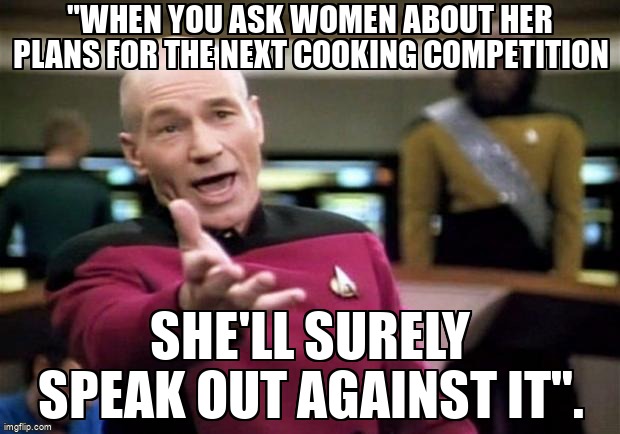 "WHEN YOU ASK WOMEN ABOUT HER
PLANS FOR THE NEXT COOKING COMPETITION
SHE'LL SURELY
SPEAK OUT AGAINST IT".
imgflip.com